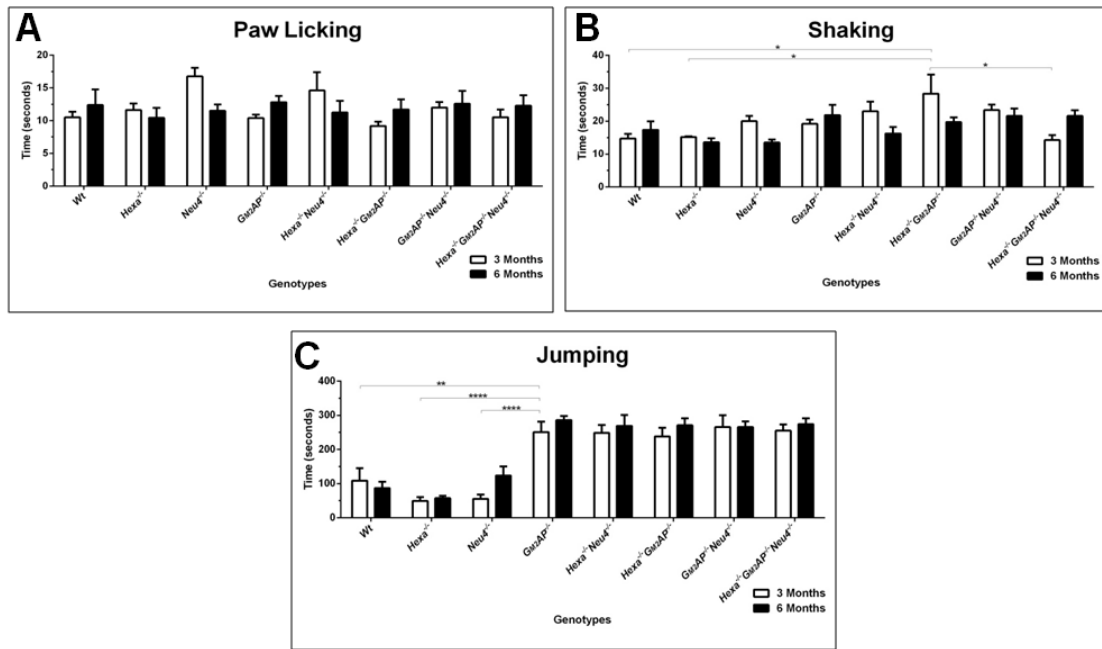 A
Paw Licking
Time (seconds)
20
15
10
5
0
Wt
Hexa-/-
Neu4-/-
GM2AP-/-
Hexa-/-Neu4-/-
Hexa-/-GM2AP-/-
GM2AP-/-Neu4-/-
Hexa-/-GM2AP-/-Neu4-/-
3 Months
6 Months
Genotypes
B
Shaking
*
*
*
Time (seconds)
40
30
20
10
0
Wt
Hexa-/-
Neu4-/-
GM2AP-/-
Hexa-/-Neu4-/-
Hexa-/-GM2AP-/-
GM2AP-/-Neu4-/-
Hexa-/-GM2AP-/-Neu4-/-
3 Months
6 Months
Genotypes
C
Jumping
**
****
****
Time (seconds)
400
300
200
100
0
Wt
Hexa-/-
Neu4-/-
GM2AP-/-
Hexa-/-Neu4-/-
Hexa-/-GM2AP-/-
GM2AP-/-Neu4-/-
Hexa-/-GM2AP-/-Neu4-/-
3 Months
6 Months
Genotypes